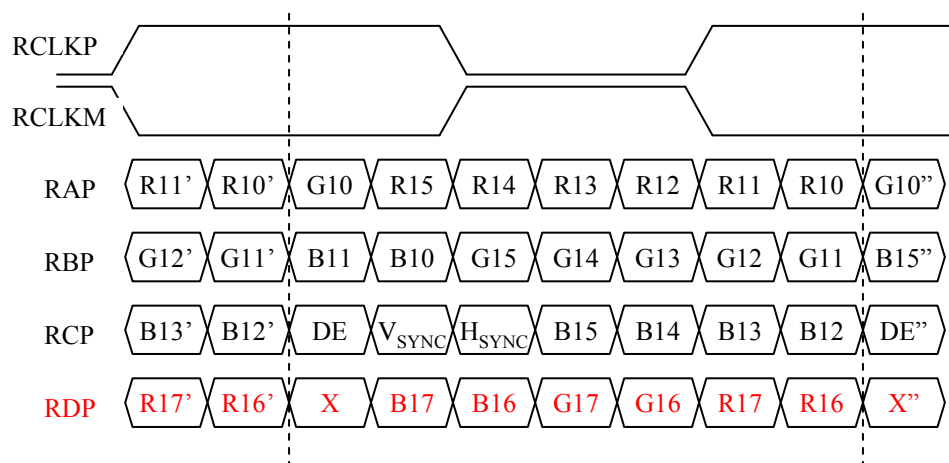 RCLKP
RCLKM
RAP R11’ R10’ G10 R15 R14 R13 R12 R11 R10 G10”
RBP G12’ G11’ B11 B10 G15 G14 G13 G12 G11 B15”
RCP B13’ B12’ DE VSYNC HSYNC B15 B14 B13 B12 DE”
RDP R17’ R16’ X B17 B16 G17 G16 R17 R16 X”